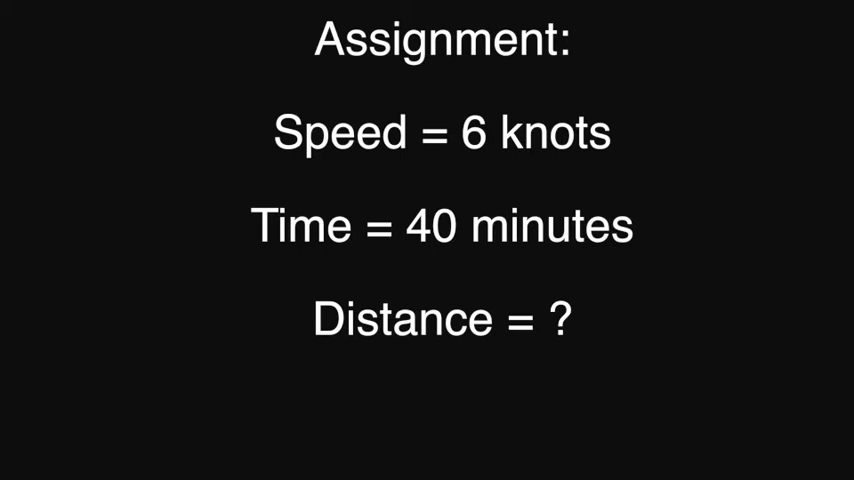 Assignment:
Speed = 6 knots
Time = 40 minutes
Distance = ?